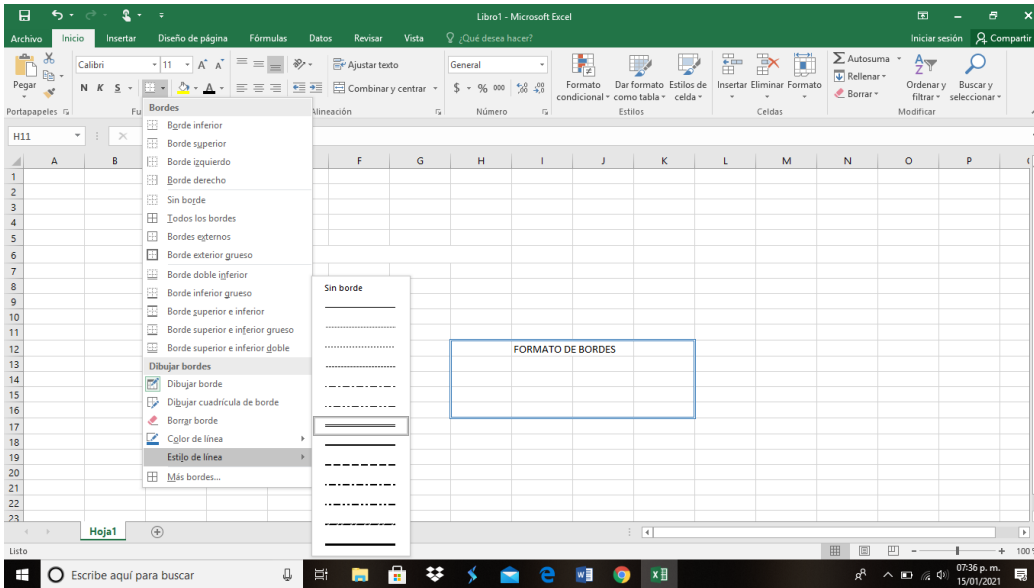 Libro1 - Microsoft Excel
Archivo Inicio Insertar Diseño de página Fórmulas Datos Revisar Vista ¿Qué desea hacer? Iniciar sesión Compartir
Calibri 11 Ajustar texto General Autosuma
Pegar N K S A Combinar y centrar $ % 000 Formato condicional Dar formato como tabla Estilos de celda Insertar Eliminar Formato Rellenar Borrar Ordenar y filtrar Buscar y seleccionar
Portapapeles Fu Alineación Número Estilos Celdas Modificar
H11
A B F G H I J K L M N O P
1
2
3
4
5
6
7
8
9
10
11
12
13
14
15
16
17
18
19
20
21
22
23
Bordes
Borde inferior
Borde superior
Borde izquierdo
Borde derecho
Sin borde
Todos los bordes
Bordes externos
Borde exterior grueso
Borde doble inferior
Borde inferior grueso
Borde superior e inferior
Borde superior e inferior grueso
Borde superior e inferior doble
Dibujar bordes
Dibujar borde
Dibujar cuadrícula de borde
Borrar borde
Color de línea
Estilo de línea
Más bordes...
Sin borde
FORMATO DE BORDES
Hoja1
Listo
Escribe aquí para buscar
07:36 p. m.
15/01/2021